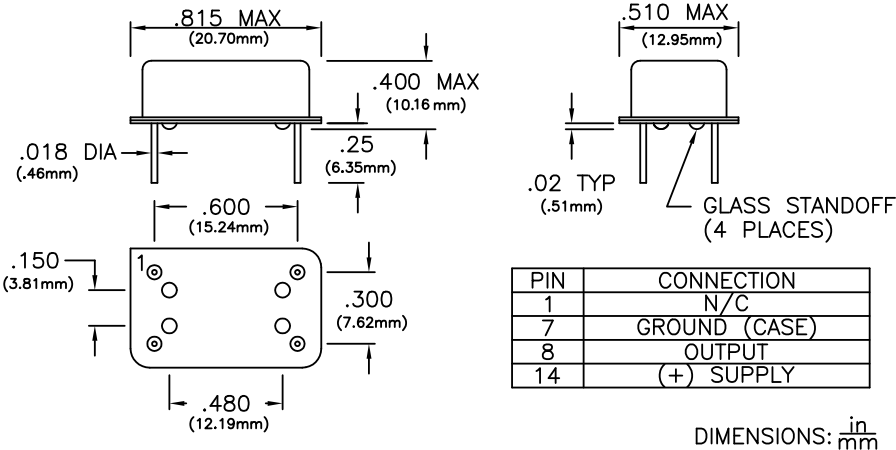 .815 MAX
(20.70mm)
.510 MAX
(12.95mm)
.400 MAX
(10.16 mm)
.018 DIA
(.46mm)
.25
(6.35mm)
.02 TYP
(.51mm)
GLASS STANDOFF
(4 PLACES)
.600
(15.24mm)
1
.150
(3.81mm)
.300
(7.62mm)
.480
(12.19mm)
PIN CONNECTION
1 N/C
7 GROUND (CASE)
8 OUTPUT
14 (+) SUPPLY
DIMENSIONS: in
mm